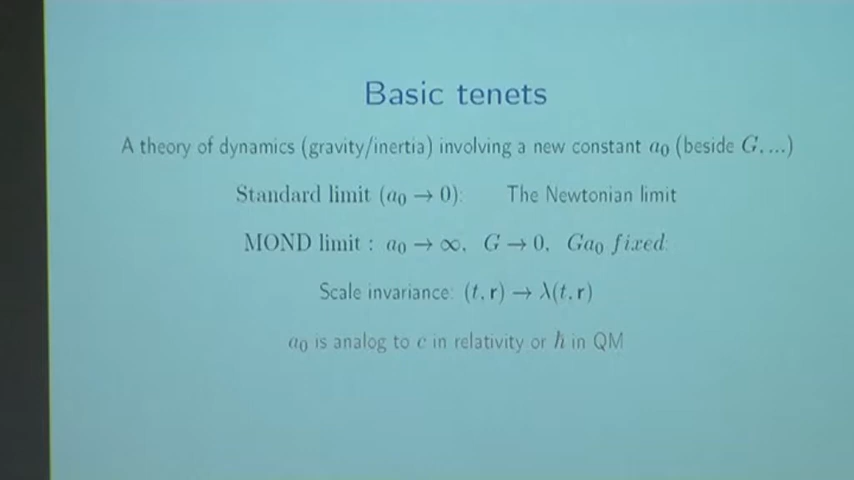 Basic tenets
A theory of dynamics (gravity/inertia) involving a new constant a₀ (beside G, ...)
Standard limit (a₀ → 0): The Newtonian limit
MOND limit : a₀ → ∞, G → 0, Ga₀ fixed:
Scale invariance: (t, r) → λ(t, r)
a₀ is analog to c in relativity or ħ in QM